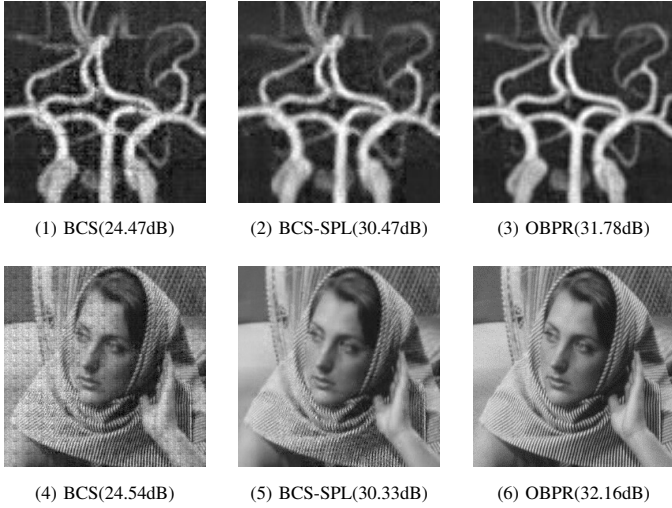 (1) BCS(24.47dB)
(2) BCS-SPL(30.47dB)
(3) OBPR(31.78dB)
(4) BCS(24.54dB)
(5) BCS-SPL(30.33dB)
(6) OBPR(32.16dB)